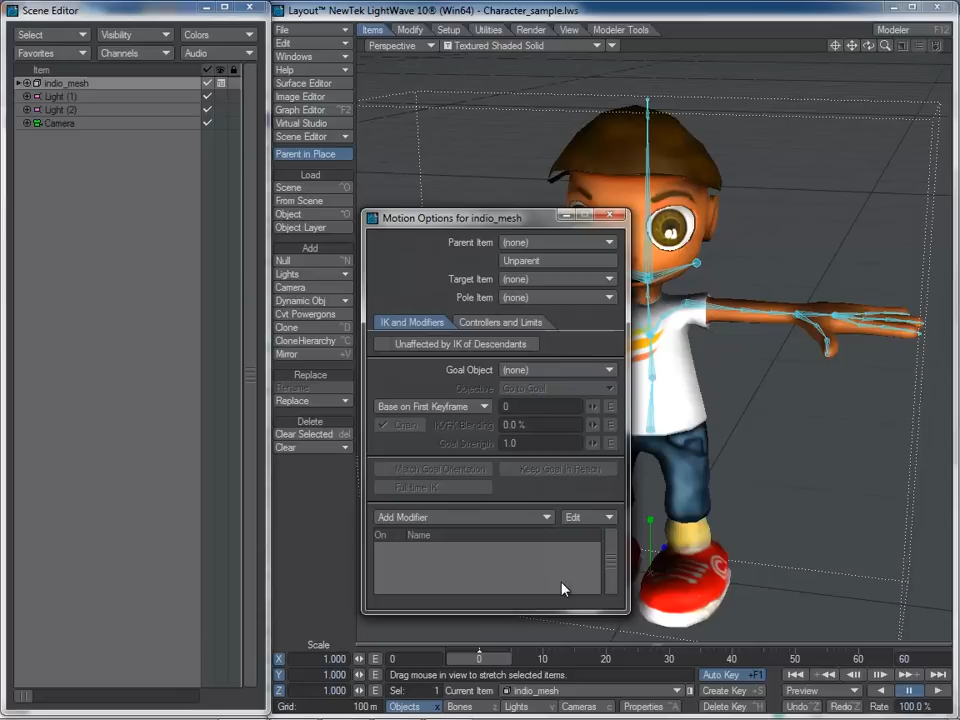 Scene Editor
Select
Visibility
Colors
Favorites
Channels
Audio
Item
indio_mesh
Light (1)
Light (2)
Camera
Layout™ NewTek LightWave 10® (Win64) - Character_sample.lws
File
Items
Modify
Setup
Utilities
Render
View
Modeler Tools
Modeler
F12
Edit
Perspective
Textured Shaded Solid
Windows
Help
Surface Editor
Image Editor
Graph Editor ^F2
Virtual Studio
Scene Editor
Parent in Place
Load
Scene ^O
From Scene
Object
Object Layer
Add
Null ^N
Lights
Camera
Dynamic Obj
Cvt Powergons
Clone ^C
CloneHierarchy ^C
Mirror +V
Replace
Rename
Replace
Delete
Clear Selected del
Clear
Motion Options for indio_mesh
Parent Item (none)
Unparent
Target Item (none)
Pole Item (none)
IK and Modifiers
Controllers and Limits
Unaffected by IK of Descendants
Goal Object (none)
Objective Go to Goal
Base on First Keyframe 0 E
Chain IK/FK Blending 0.0 % E
Goal Strength 1.0 E
Match Goal Orientation Keep Goal In Reach
Full time IK
Add Modifier Edit
On Name
Scale
X 1.000 E 0 0 10 20 30 40 50 60 60
Y 1.000 E Drag mouse in view to stretch selected items. Auto Key +F1
Z 1.000 E Sel: 1 Current Item indio_mesh Create Key +S Preview
Grid: 100 m Objects x Bones z Lights Cameras c Properties Delete Key Undo ^Z Redo Z Rate 100.0 %